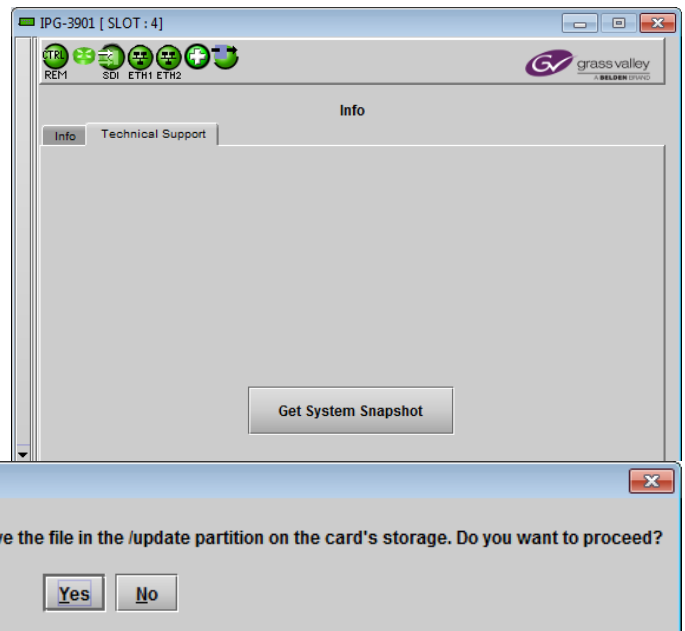 IPG-3901 [ SLOT : 4]
CTRL
REM SDI ETH1 ETH2
grass valley
A BELDEN BRAND
Info
Info Technical Support
Get System Snapshot
the file in the /update partition on the card's storage. Do you want to proceed?
Yes No